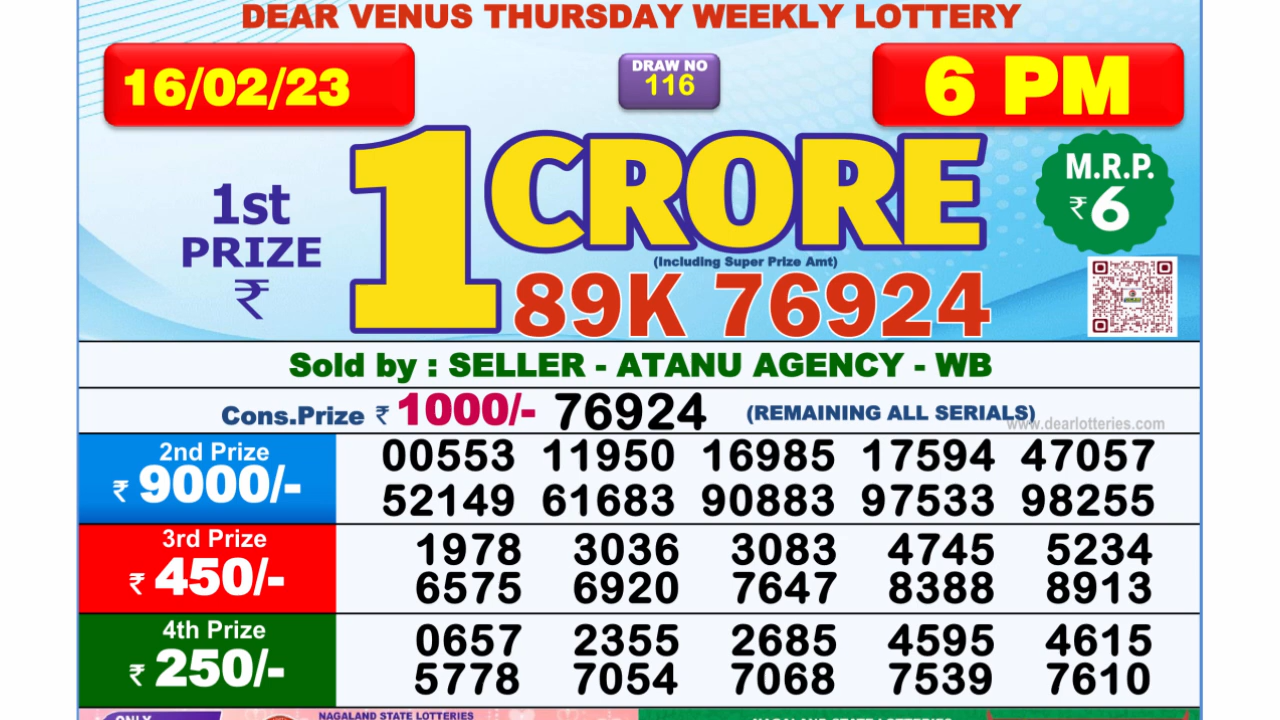 DEAR VENUS THURSDAY WEEKLY LOTTERY
16/02/23
DRAW NO
116
6 PM
1st
PRIZE
₹
1 CRORE
(Including Super Prize Amt)
89K 76924
M.R.P.
₹6
Sold by : SELLER - ATANU AGENCY - WB
Cons.Prize ₹ 1000/- 76924 (REMAINING ALL SERIALS)
www.dearlotteries.com
2nd Prize
₹ 9000/-
00553 11950 16985 17594 47057
52149 61683 90883 97533 98255
3rd Prize
₹ 450/-
1978 3036 3083 4745 5234
6575 6920 7647 8388 8913
4th Prize
₹ 250/-
0657 2355 2685 4595 4615
5778 7054 7068 7539 7610
ONLY
NAGALAND STATE LOTTERIES
NAGALAND STATE LOTTERIES